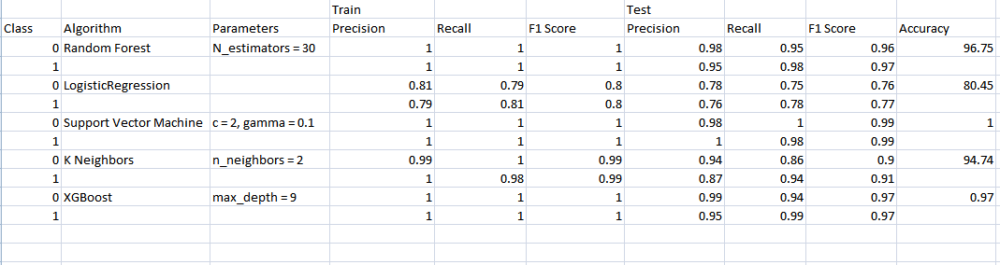 Train Test
Class Algorithm Parameters Precision Recall F1 Score Precision Recall F1 Score Accuracy
0 Random Forest N_estimators = 30 1 1 1 0.98 0.95 0.96 96.75
1 1 1 1 0.95 0.98 0.97
0 LogisticRegression 0.81 0.79 0.8 0.78 0.75 0.76 80.45
1 0.79 0.81 0.8 0.76 0.78 0.77
0 Support Vector Machine c = 2, gamma = 0.1 1 1 1 0.98 1 0.99 1
1 1 1 1 1 0.98 0.99
0 K Neighbors n_neighbors = 2 0.99 1 0.99 0.94 0.86 0.9 94.74
1 1 0.98 0.99 0.87 0.94 0.91
0 XGBoost max_depth = 9 1 1 1 0.99 0.94 0.97 0.97
1 1 1 1 0.95 0.99 0.97